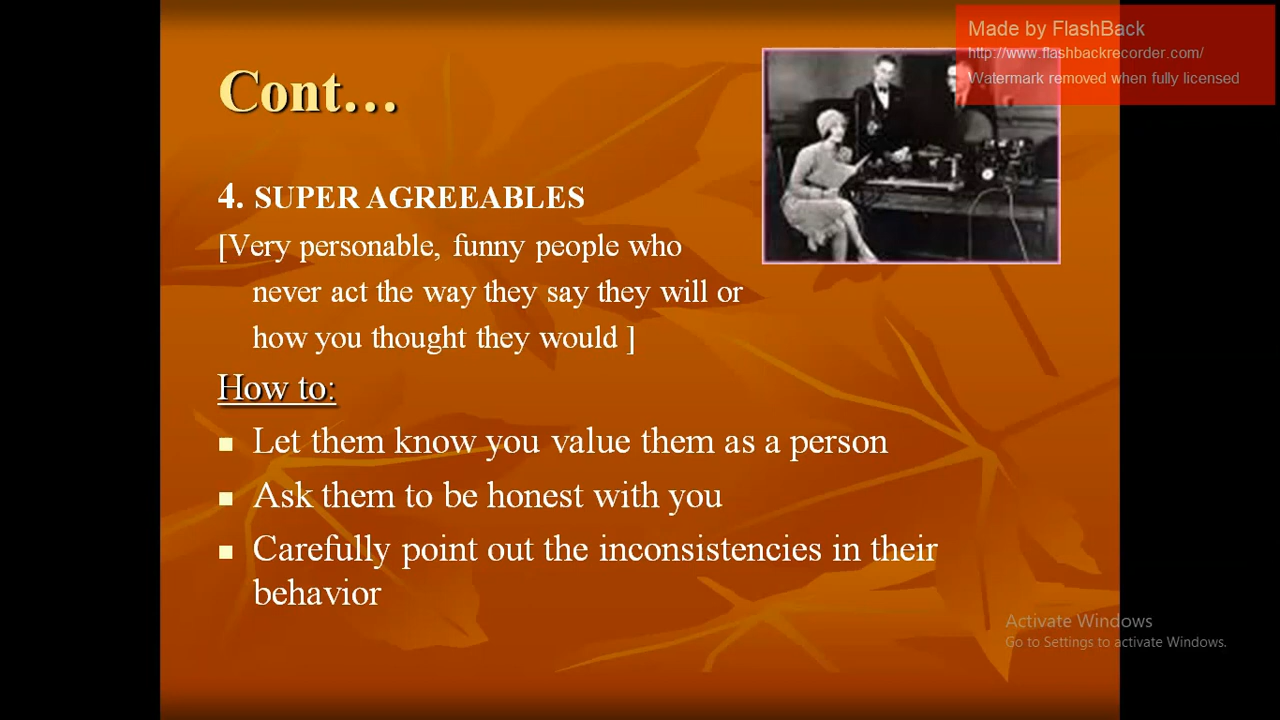 Made by FlashBack
http://www.flashbackrecorder.com/
Watermark removed when fully licensed
Cont…
4. SUPER AGREEABLES
[Very personable, funny people who
never act the way they say they will or
how you thought they would ]
How to:
■ Let them know you value them as a person
■ Ask them to be honest with you
■ Carefully point out the inconsistencies in their
behavior
Activate Windows
Go to Settings to activate Windows.